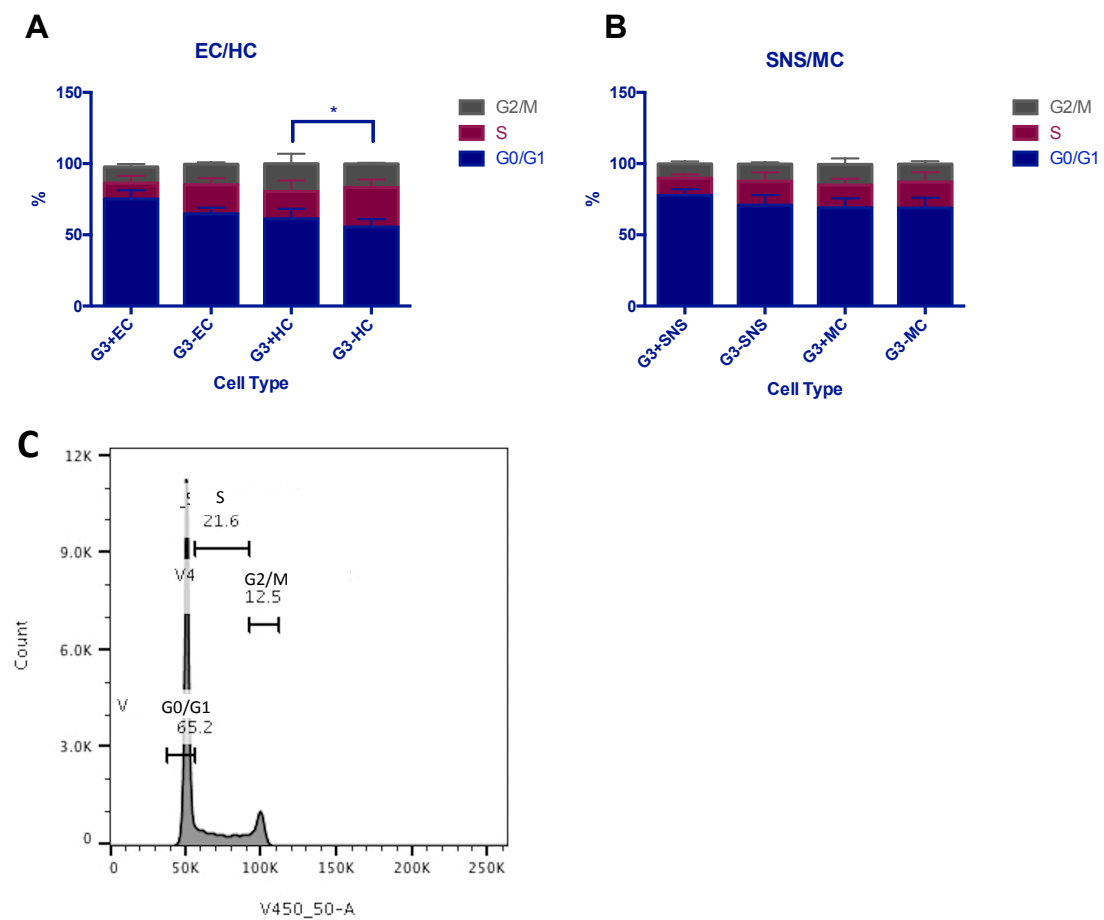 A
EC/HC
150
100
50
0
%
*
G2/M
S
G0/G1
G3+EC
G3-EC
G3+HC
G3-HC
Cell Type
B
SNS/MC
150
100
50
0
%
G2/M
S
G0/G1
G3+SNS
G3-SNS
G3+MC
G3-MC
Cell Type
C
12K
9.0K
6.0K
3.0K
0
Count
S
21.6
V4
G2/M
12.5
V
G0/G1
65.2
0
50K
100K
150K
200K
250K
V450_50-A